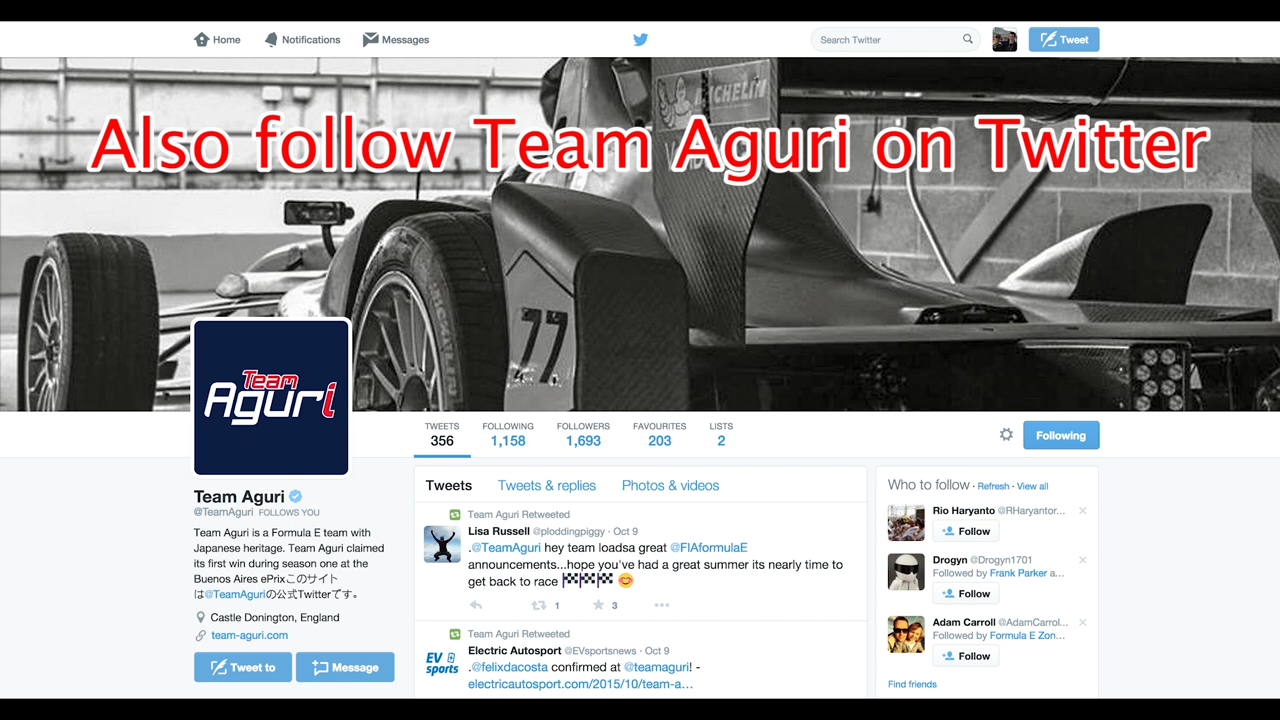 Home
Notifications
Messages
Search Twitter
Tweet
MICHELIN
Also follow Team Aguri on Twitter
77
Team
Aguri
TWEETS
356
FOLLOWING
1,158
FOLLOWERS
1,693
FAVOURITES
203
LISTS
2
Following
Team Aguri
@TeamAguri FOLLOWS YOU
Team Aguri is a Formula E team with
Japanese heritage. Team Aguri claimed
its first win during season one at the
Buenos Aires ePrixこのサイト
は@TeamAguriの公式Twitterです。
Castle Donington, England
team-aguri.com
Tweet to
Message
Tweets
Tweets & replies
Photos & videos
Team Aguri Retweeted
Lisa Russell @ploddingpiggy · Oct 9
.@TeamAguri hey team loadsa great @FIAformulaE
announcements...hope you've had a great summer its nearly time to
get back to race
1
3
Team Aguri Retweeted
EV
sports
Electric Autosport @EVsportsnews · Oct 9
.@felixdacosta confirmed at @teamaguri! -
electricautosport.com/2015/10/team-a…
Who to follow · Refresh · View all
Rio Haryanto @RHaryantor...
Follow
Drogyn @Drogyn1701
Followed by Frank Parker a...
Follow
Adam Carroll @AdamCarrol...
Followed by Formula E Zon...
Follow
Find friends